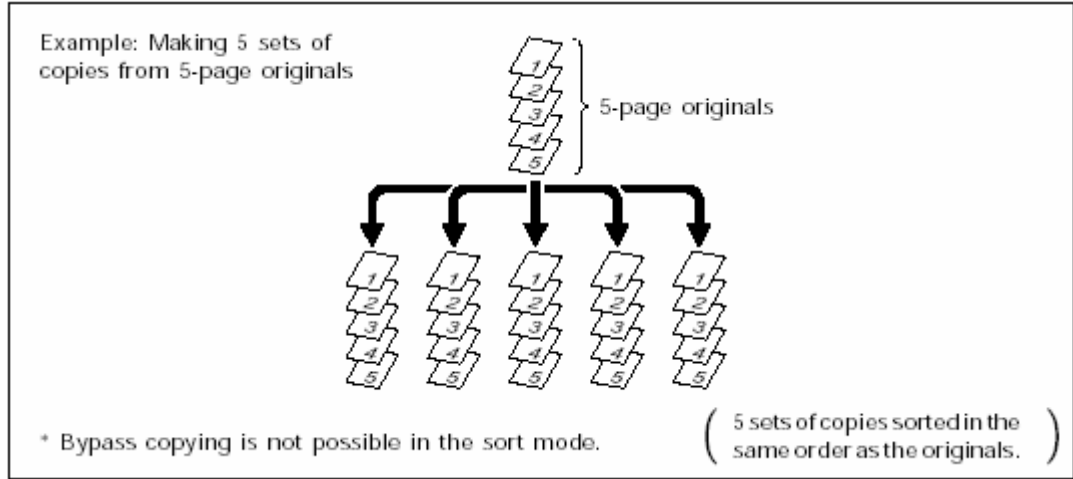 Example: Making 5 sets of
copies from 5-page originals
1
2
3
4
5
5-page originals
1 1 1 1 1
2 2 2 2 2
3 3 3 3 3
4 4 4 4 4
5 5 5 5 5
* Bypass copying is not possible in the sort mode.
( 5 sets of copies sorted in the
same order as the originals. )